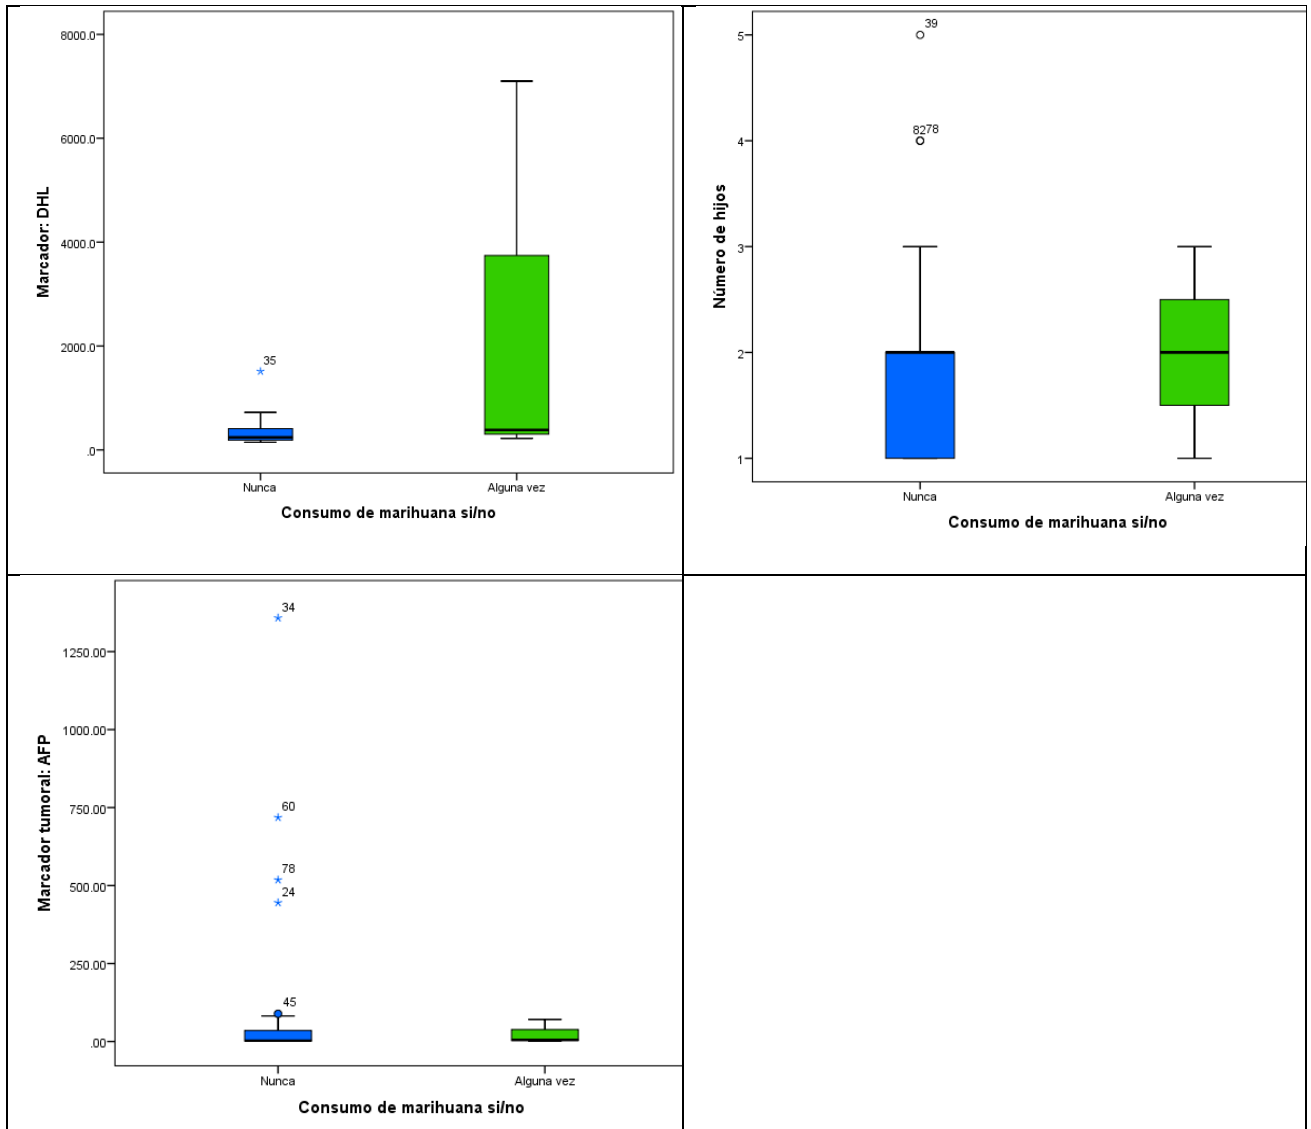 8000.0
6000.0
4000.0
2000.0
.0
Marcador: DHL
35
Nunca
Alguna vez
Consumo de marihuana si/no
5
4
3
2
1
Número de hijos
39
8278
Nunca
Alguna vez
Consumo de marihuana si/no
1250.00
1000.00
750.00
500.00
250.00
.00
Marcador tumoral: AFP
34
60
78
24
45
Nunca
Alguna vez
Consumo de marihuana si/no